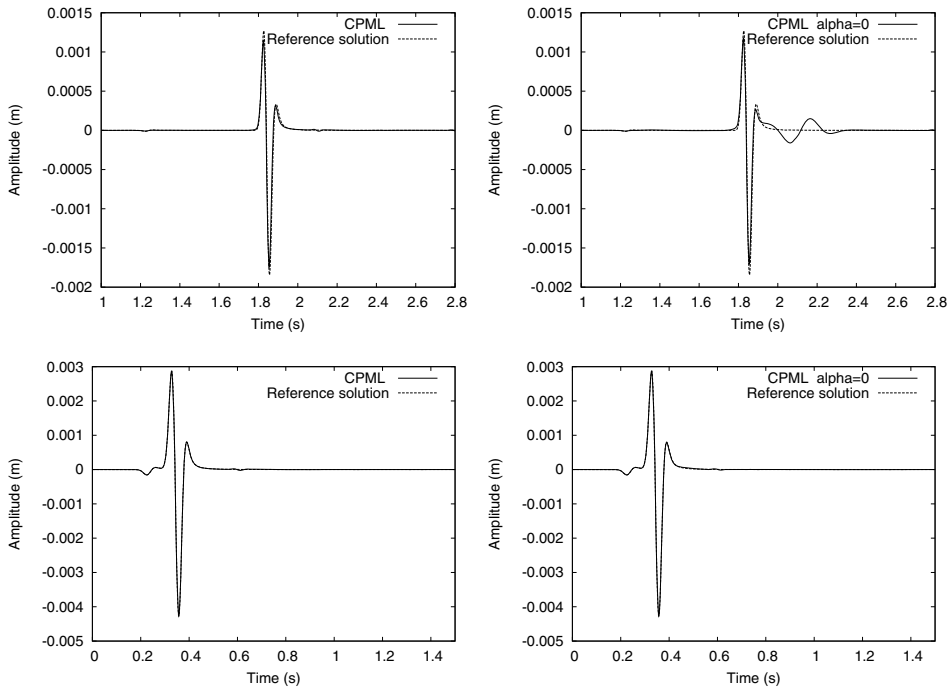 0.0015
0.001
0.0005
0
-0.0005
-0.001
-0.0015
-0.002
Amplitude (m)
CPML
Reference solution
1 1.2 1.4 1.6 1.8 2 2.2 2.4 2.6 2.8
Time (s)
0.0015
0.001
0.0005
0
-0.0005
-0.001
-0.0015
-0.002
Amplitude (m)
CPML alpha=0
Reference solution
1 1.2 1.4 1.6 1.8 2 2.2 2.4 2.6 2.8
Time (s)
0.003
0.002
0.001
0
-0.001
-0.002
-0.003
-0.004
-0.005
Amplitude (m)
CPML
Reference solution
0 0.2 0.4 0.6 0.8 1 1.2 1.4
Time (s)
0.003
0.002
0.001
0
-0.001
-0.002
-0.003
-0.004
-0.005
Amplitude (m)
CPML alpha=0
Reference solution
0 0.2 0.4 0.6 0.8 1 1.2 1.4
Time (s)